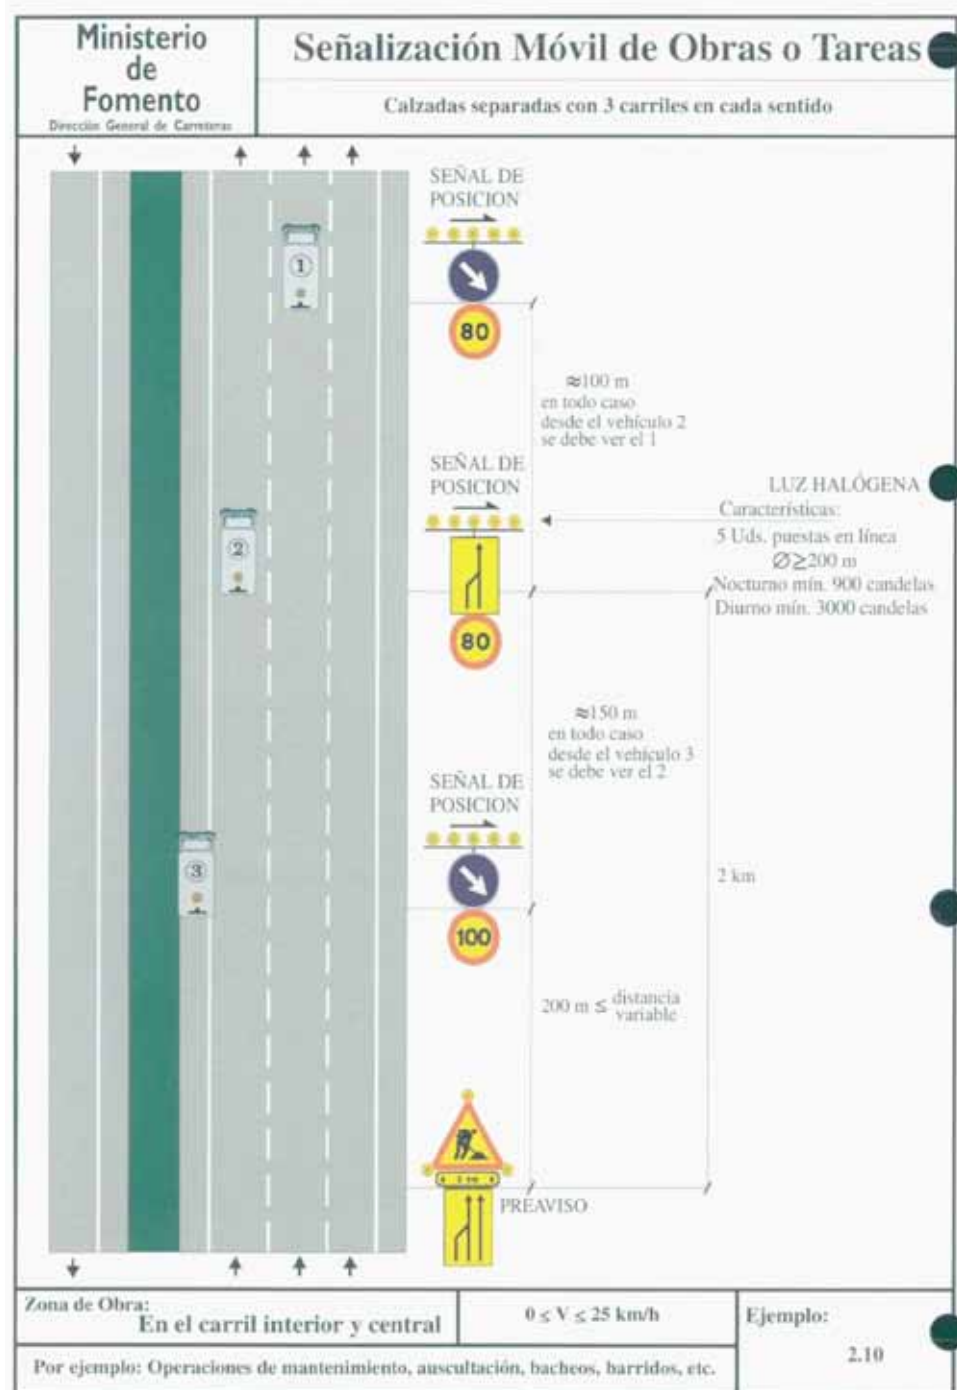 Ministerio
de
Fomento
Dirección General de Carreteras
Señalización Móvil de Obras o Tareas
Calzadas separadas con 3 carriles en cada sentido
SEÑAL DE
POSICION
1
80
≈100 m
en todo caso
desde el vehículo 2
se debe ver el 1
SEÑAL DE
POSICION
LUZ HALÓGENA
Características:
5 Uds. puestas en línea
Ø≥200 m
Nocturno mín. 900 candelas
Diurno mín. 3000 candelas
2
80
≈150 m
en todo caso
desde el vehículo 3
se debe ver el 2
SEÑAL DE
POSICION
3
2 km
100
200 m ≤ distancia
variable
PREAVISO
Zona de Obra:
En el carril interior y central
0 ≤ V ≤ 25 km/h
Ejemplo:
2.10
Por ejemplo: Operaciones de mantenimiento, auscultación, bacheos, barridos, etc.